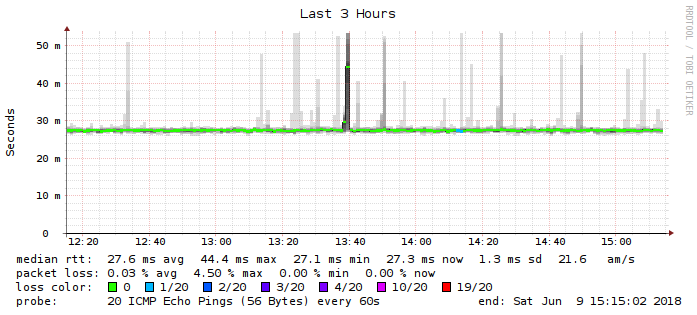 Last 3 Hours
RRDTOOL / TOBI OETIKER
Seconds
50 m
40 m
30 m
20 m
10 m
0
12:20 12:40 13:00 13:20 13:40 14:00 14:20 14:40 15:00
median rtt: 27.6 ms avg 44.4 ms max 27.1 ms min 27.3 ms now 1.3 ms sd 21.6 am/s
packet loss: 0.03 % avg 4.50 % max 0.00 % min 0.00 % now
loss color: 0 1/20 2/20 3/20 4/20 10/20 19/20
probe: 20 ICMP Echo Pings (56 Bytes) every 60s end: Sat Jun 9 15:15:02 2018